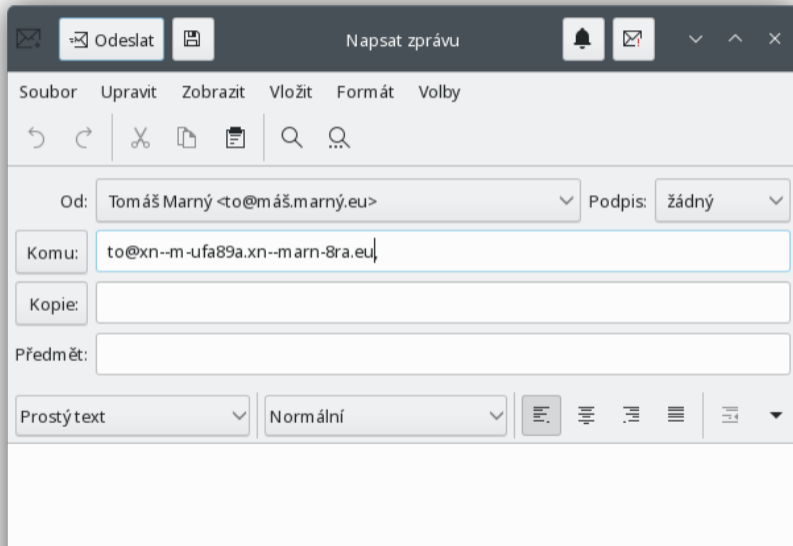 Odeslat Napsat zprávu
Soubor Upravit Zobrazit Vložit Formát Volby
Od: Tomáš Marný <to@máš.marný.eu> Podpis: žádný
Komu: to@xn--m-ufa89a.xn--marn-8ra.eu,
Kopie:
Předmět:
Prostý text Normální